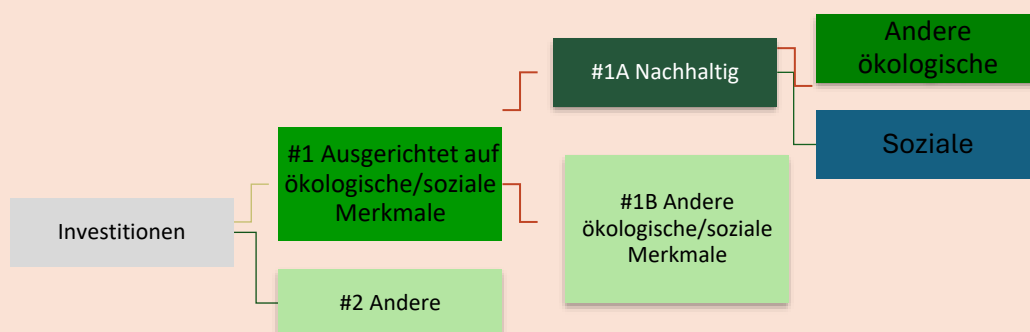 Investitionen
#1 Ausgerichtet auf
ökologische/soziale
Merkmale
#2 Andere
#1A Nachhaltig
#1B Andere
ökologische/soziale
Merkmale
Andere
ökologische
Soziale